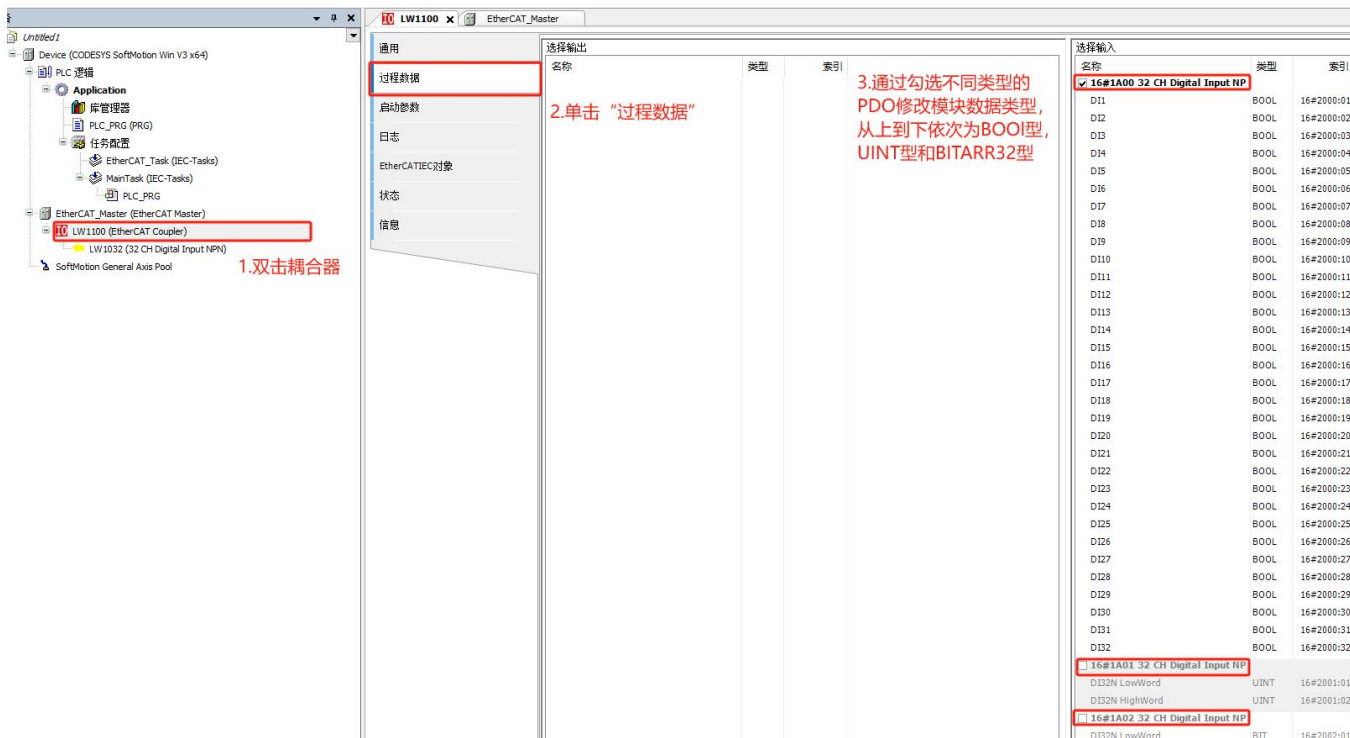 LW1100 x EtherCAT_Master
Untitled1
Device (CODESYS SoftMotion Win V3 x64)
PLC 逻辑
Application
库管理器
PLC_PRG (PRG)
任务配置
EtherCAT_Task (IEC-Tasks)
MainTask (IEC-Tasks)
PLC_PRG
EtherCAT_Master (EtherCAT Master)
LW1100 (EtherCAT Coupler)
LW1032 (32 CH Digital Input NPN)
SoftMotion General Axis Pool
1.双击耦合器
通用
过程数据
启动参数
日志
EtherCATIEC对象
状态
信息
选择输出
名称 类型 索引
2.单击“过程数据”
3.通过勾选不同类型的
PDO修改模块数据类型,
从上到下依次为BOOl型,
UINT型和BITARR32型
选择输入
名称 类型 索引
16#1A00 32 CH Digital Input NP
DI1 BOOL 16#2000:01
DI2 BOOL 16#2000:02
DI3 BOOL 16#2000:03
DI4 BOOL 16#2000:04
DI5 BOOL 16#2000:05
DI6 BOOL 16#2000:06
DI7 BOOL 16#2000:07
DI8 BOOL 16#2000:08
DI9 BOOL 16#2000:09
DI10 BOOL 16#2000:10
DI11 BOOL 16#2000:11
DI12 BOOL 16#2000:12
DI13 BOOL 16#2000:13
DI14 BOOL 16#2000:14
DI15 BOOL 16#2000:15
DI16 BOOL 16#2000:16
DI17 BOOL 16#2000:17
DI18 BOOL 16#2000:18
DI19 BOOL 16#2000:19
DI20 BOOL 16#2000:20
DI21 BOOL 16#2000:21
DI22 BOOL 16#2000:22
DI23 BOOL 16#2000:23
DI24 BOOL 16#2000:24
DI25 BOOL 16#2000:25
DI26 BOOL 16#2000:26
DI27 BOOL 16#2000:27
DI28 BOOL 16#2000:28
DI29 BOOL 16#2000:29
DI30 BOOL 16#2000:30
DI31 BOOL 16#2000:31
DI32 BOOL 16#2000:32
16#1A01 32 CH Digital Input NP
DI32N LowWord UINT 16#2001:01
DI32N HighWord UINT 16#2001:02
16#1A02 32 CH Digital Input NP
DI32N LowWord BIT 16#2002:01